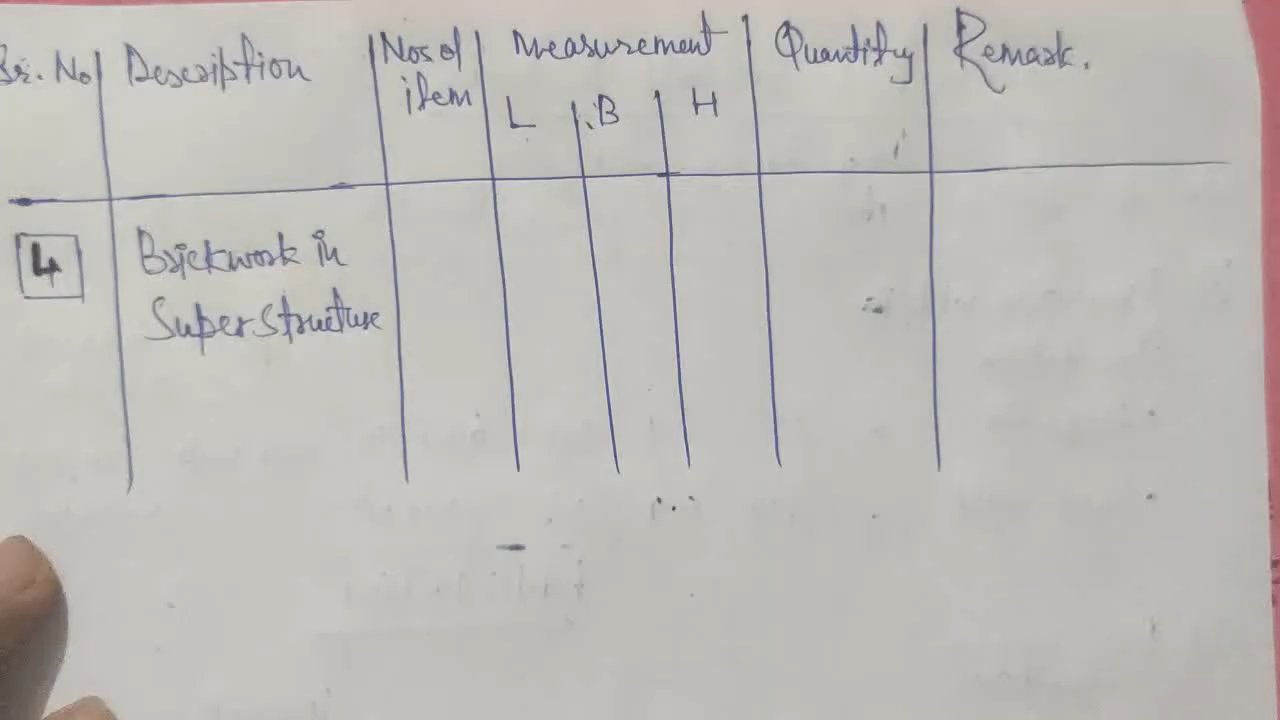 Sr. No Description Nos of Measurement Quantity Remark.
item
L B H
4 Brickwork in
Superstructure